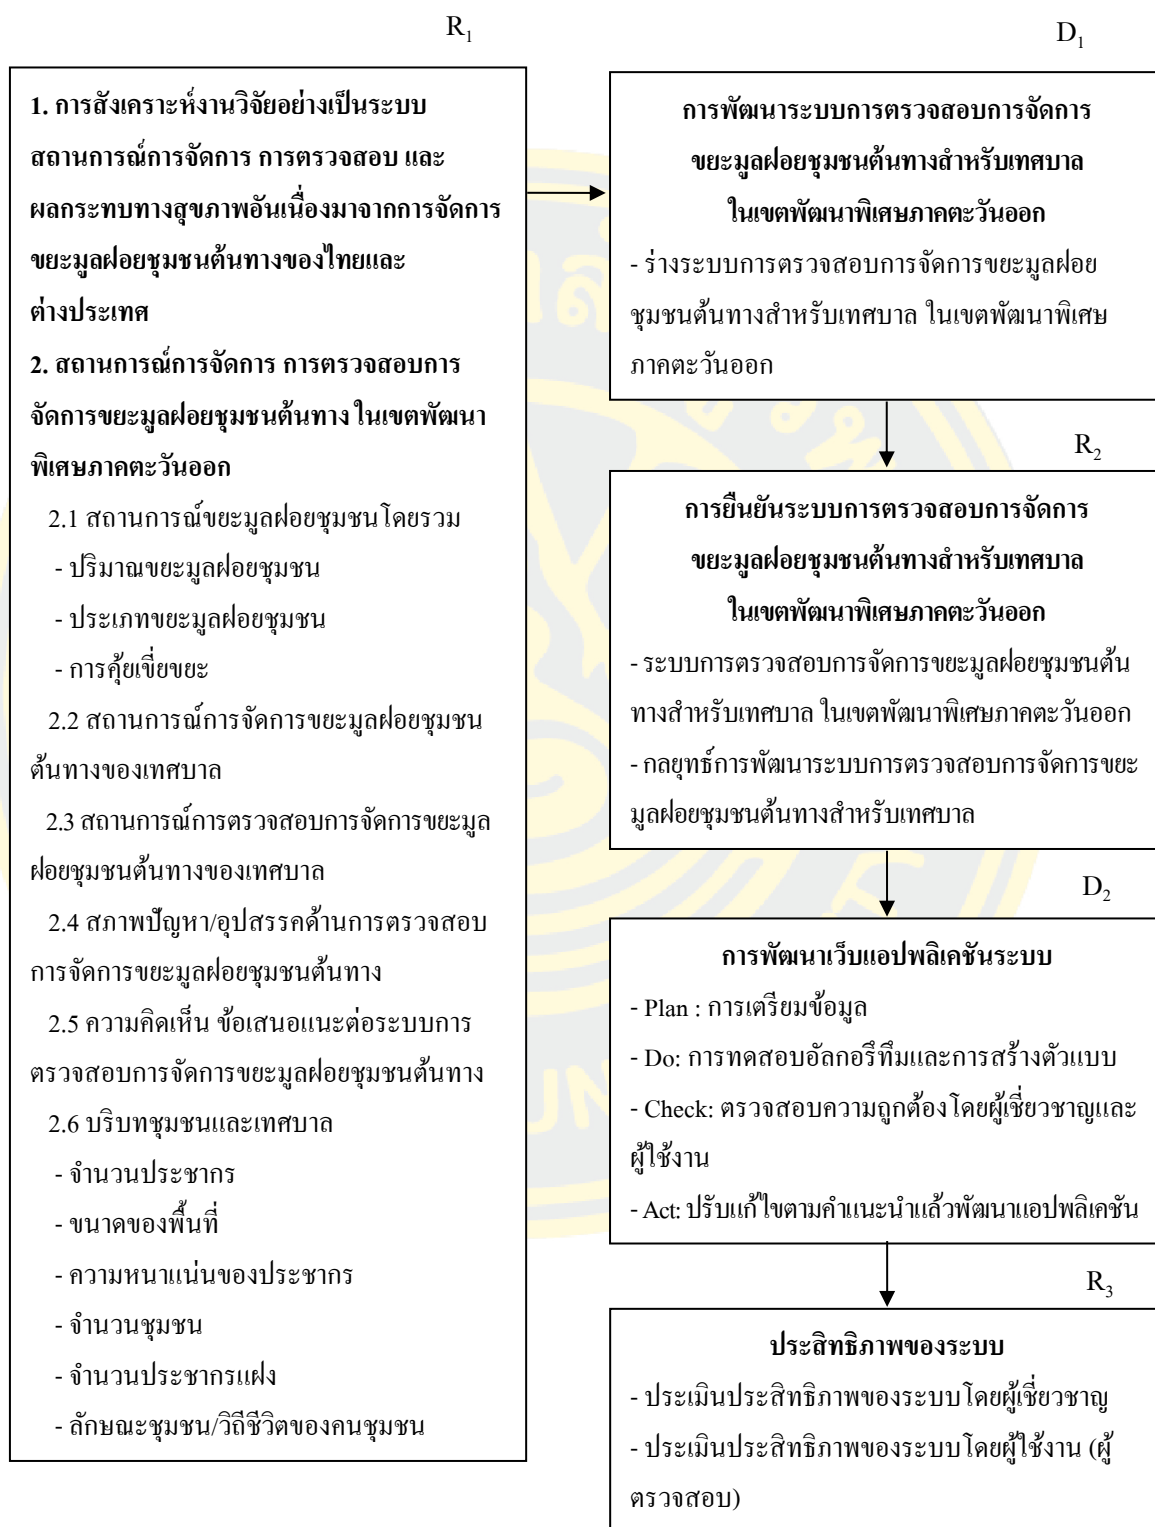 R1
1. การสังเคราะห์งานวิจัยอย่างเป็นระบบ
สถานการณ์การจัดการ การตรวจสอบ และ
ผลกระทบทางสุขภาพอันเนื่องมาจากการจัดการ
ขยะมูลฝอยชุมชนต้นทางของไทยและ
ต่างประเทศ
2. สถานการณ์การจัดการ การตรวจสอบการ
จัดการขยะมูลฝอยชุมชนต้นทาง ในเขตพัฒนา
พิเศษภาคตะวันออก
2.1 สถานการณ์ขยะมูลฝอยชุมชนโดยรวม
- ปริมาณขยะมูลฝอยชุมชน
- ประเภทขยะมูลฝอยชุมชน
- การคุ้ยเขี่ยขยะ
2.2 สถานการณ์การจัดการขยะมูลฝอยชุมชน
ต้นทางของเทศบาล
2.3 สถานการณ์การตรวจสอบการจัดการขยะมูล
ฝอยชุมชนต้นทางของเทศบาล
2.4 สภาพปัญหา/อุปสรรคด้านการตรวจสอบ
การจัดการขยะมูลฝอยชุมชนต้นทาง
2.5 ความคิดเห็น ข้อเสนอแนะต่อระบบการ
ตรวจสอบการจัดการขยะมูลฝอยชุมชนต้นทาง
2.6 บริบทชุมชนและเทศบาล
- จำนวนประชากร
- ขนาดของพื้นที่
- ความหนาแน่นของประชากร
- จำนวนชุมชน
- จำนวนประชากรแฝง
- ลักษณะชุมชน/วิถีชีวิตของคนชุมชน
D1
การพัฒนาระบบการตรวจสอบการจัดการ
ขยะมูลฝอยชุมชนต้นทางสำหรับเทศบาล
ในเขตพัฒนาพิเศษภาคตะวันออก
- ร่างระบบการตรวจสอบการจัดการขยะมูลฝอย
ชุมชนต้นทางสำหรับเทศบาล ในเขตพัฒนาพิเศษ
ภาคตะวันออก
R2
การยืนยันระบบการตรวจสอบการจัดการ
ขยะมูลฝอยชุมชนต้นทางสำหรับเทศบาล
ในเขตพัฒนาพิเศษภาคตะวันออก
- ระบบการตรวจสอบการจัดการขยะมูลฝอยชุมชนต้น
ทางสำหรับเทศบาล ในเขตพัฒนาพิเศษภาคตะวันออก
- กลยุทธ์การพัฒนาระบบการตรวจสอบการจัดการขยะ
มูลฝอยชุมชนต้นทางสำหรับเทศบาล
D2
การพัฒนาเว็บแอปพลิเคชันระบบ
- Plan : การเตรียมข้อมูล
- Do: การทดสอบอัลกอริทึมและการสร้างตัวแบบ
- Check: ตรวจสอบความถูกต้องโดยผู้เชี่ยวชาญและ
ผู้ใช้งาน
- Act: ปรับแก้ไขตามคำแนะนำแล้วพัฒนาแอปพลิเคชัน
R3
ประสิทธิภาพของระบบ
- ประเมินประสิทธิภาพของระบบโดยผู้เชี่ยวชาญ
- ประเมินประสิทธิภาพของระบบโดยผู้ใช้งาน (ผู้
ตรวจสอบ)